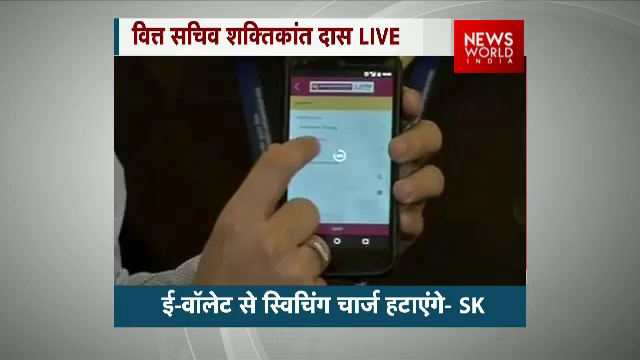 वित्त सचिव शक्तिकांत दास LIVE
NEWS
WORLD
INDIA
ई-वॉलेट से स्विचिंग चार्ज हटाएंगे- SK